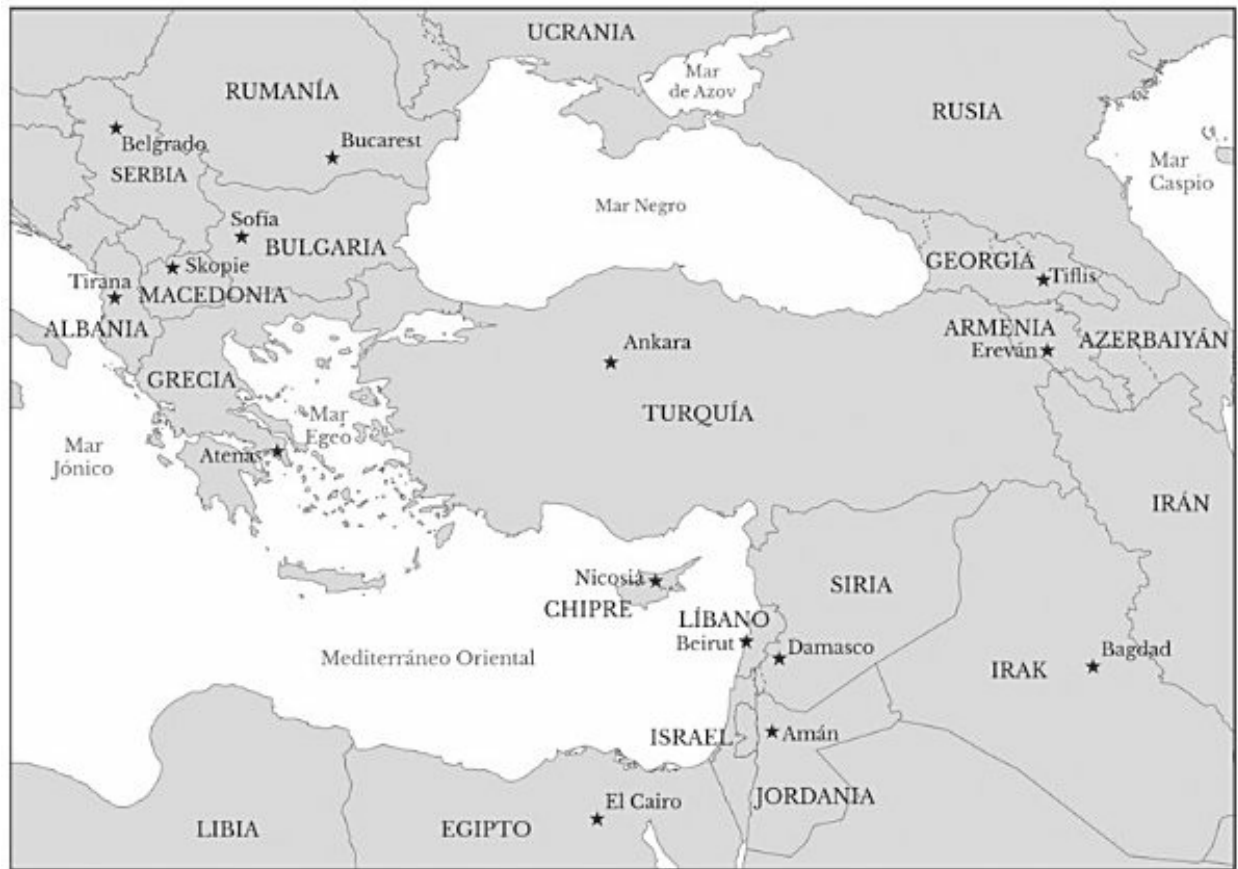 UCRANIA
Mar
de Azov
RUMANÍA
RUSIA
Belgrado
Bucarest
SERBIA
Mar
Caspio
Mar Negro
Sofía
BULGARIA
Skopie
GEORGIA
Tiflis
Tirana
MACEDONIA
ALBANIA
ARMENIA
AZERBAIYÁN
Ereván
Ankara
GRECIA
TURQUÍA
Mar
Egeo
Mar
Jónico
Atenas
IRÁN
Nicosia
CHIPRE
SIRIA
LÍBANO
Beirut
Damasco
Bagdad
IRAK
Mediterráneo Oriental
ISRAEL
Amán
JORDANIA
El Cairo
LIBIA
EGIPTO